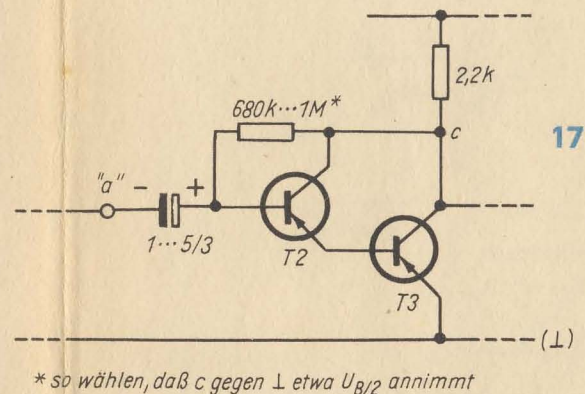 2,2k
680k···1M*
c
17
"a" - +
1···5/3
T2
T3
(⊥)
* so wählen, daß c gegen ⊥ etwa U_B/2 annimmt